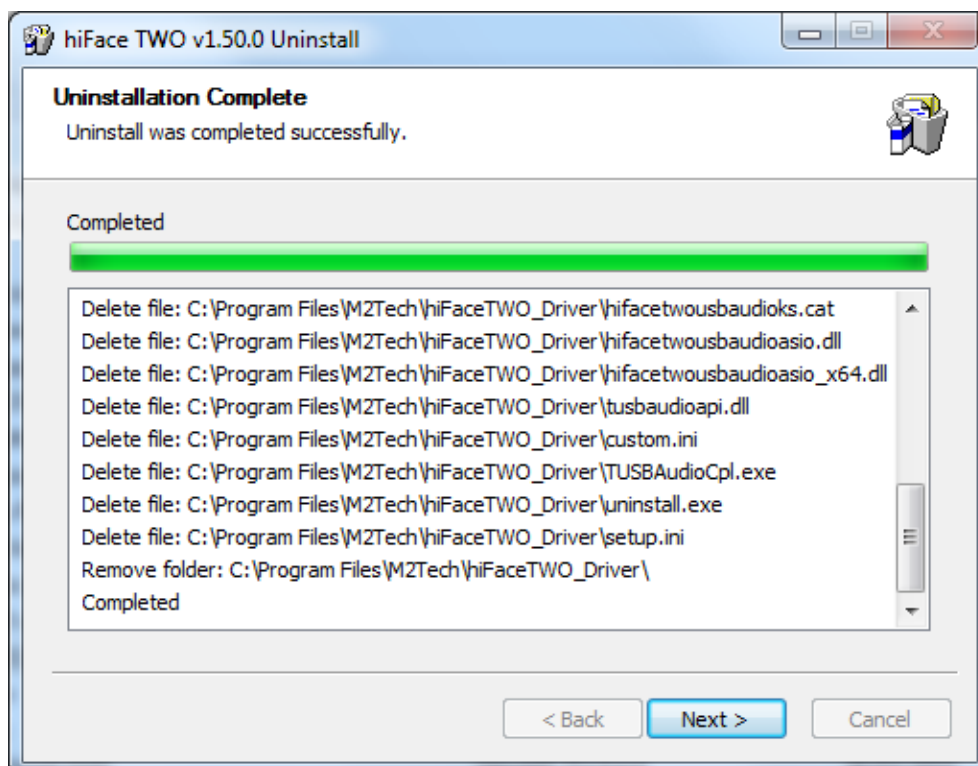 hiFace TWO v1.50.0 Uninstall
Uninstallation Complete
Uninstall was completed successfully.
Completed
Delete file: C:\Program Files\M2Tech\hiFaceTWO_Driver\hifacetwousbaudioks.cat
Delete file: C:\Program Files\M2Tech\hiFaceTWO_Driver\hifacetwousbaudioasio.dll
Delete file: C:\Program Files\M2Tech\hiFaceTWO_Driver\hifacetwousbaudioasio_x64.dll
Delete file: C:\Program Files\M2Tech\hiFaceTWO_Driver\tusbaudioapi.dll
Delete file: C:\Program Files\M2Tech\hiFaceTWO_Driver\custom.ini
Delete file: C:\Program Files\M2Tech\hiFaceTWO_Driver\TUSBAudioCpl.exe
Delete file: C:\Program Files\M2Tech\hiFaceTWO_Driver\uninstall.exe
Delete file: C:\Program Files\M2Tech\hiFaceTWO_Driver\setup.ini
Remove folder: C:\Program Files\M2Tech\hiFaceTWO_Driver\
Completed
< Back Next > Cancel